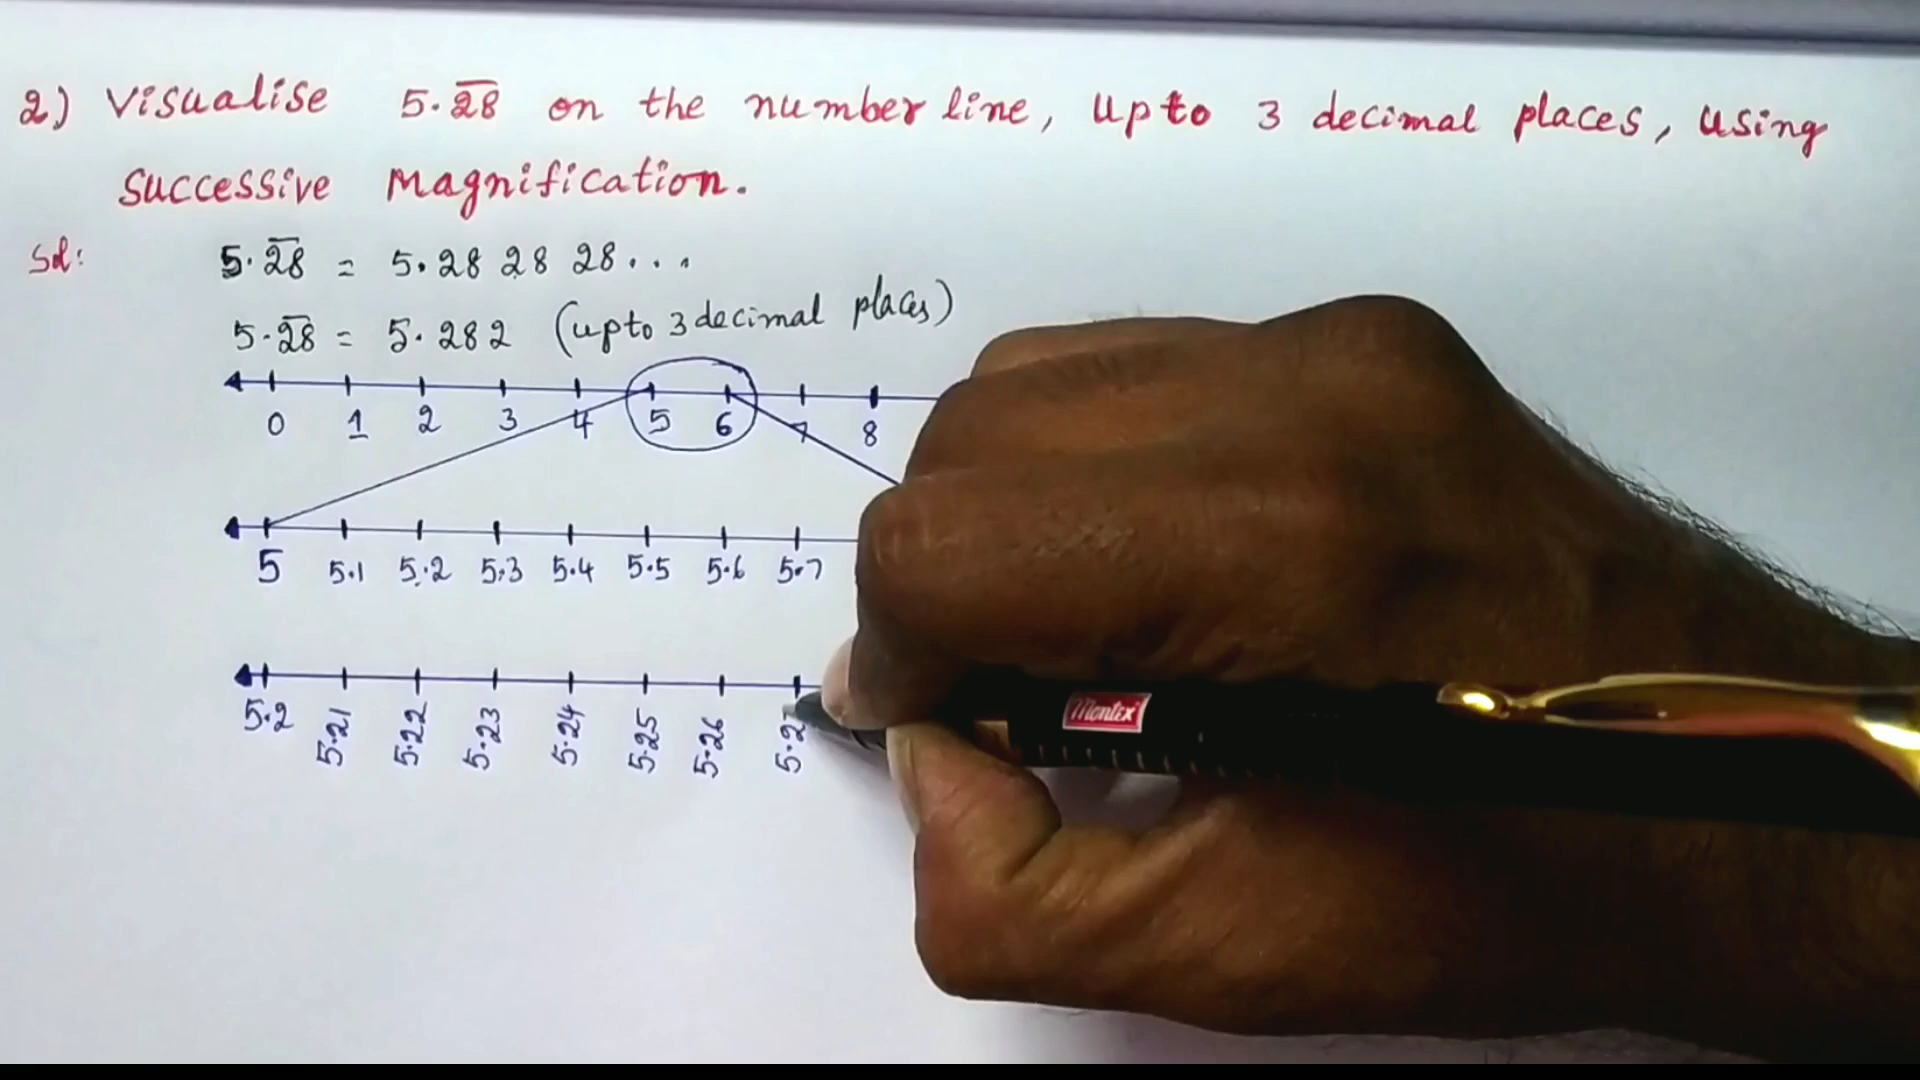 2) Visualise 5.2̅8̅ on the number line, upto 3 decimal places, using
successive magnification.
Sol: 5.2̅8̅ = 5.28 28 28...
5.2̅8̅ = 5.282 (upto 3 decimal places)
0 1 2 3 4 5 6 7 8
5 5.1 5.2 5.3 5.4 5.5 5.6 5.7
5.2 5.21 5.22 5.23 5.24 5.25 5.26 5.27
Montex